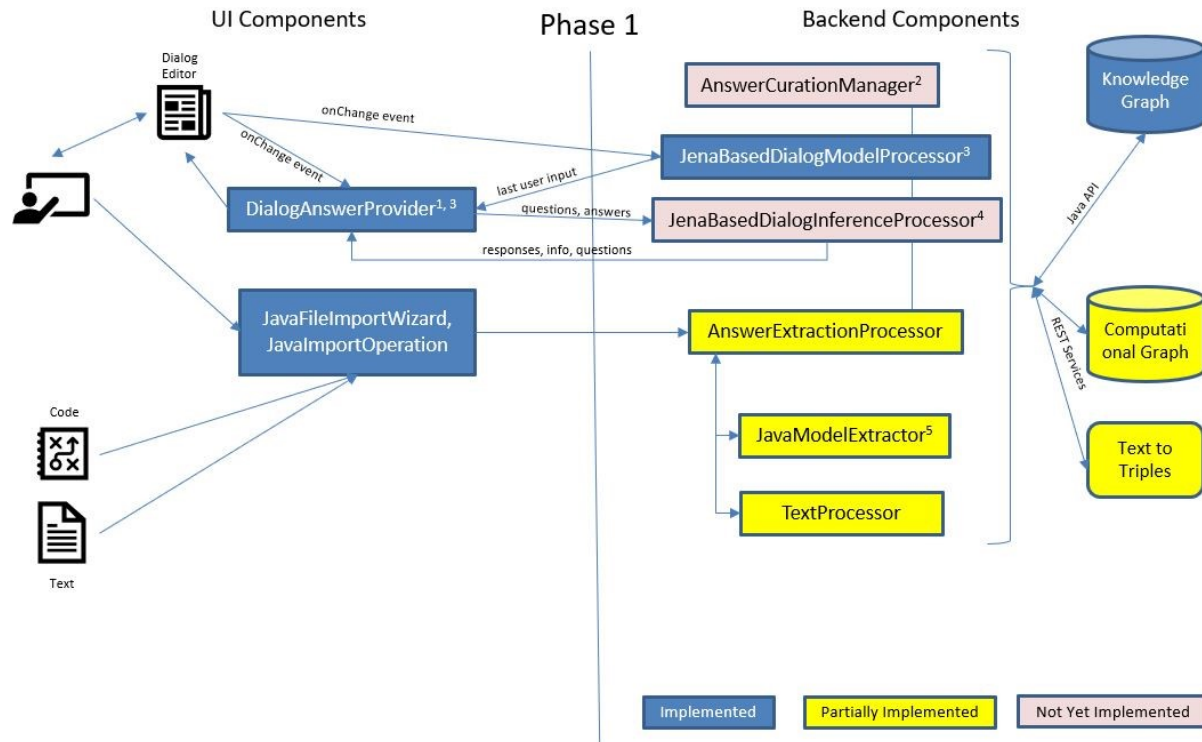 UI Components
Phase 1
Backend Components
Dialog
Editor
onChange event
onChange event
last user input
DialogAnswerProvider1, 3
questions, answers
responses, info, questions
JavaFileImportWizard,
JavaImportOperation
Code
Text
AnswerCurationManager2
JenaBasedDialogModelProcessor3
JenaBasedDialogInferenceProcessor4
AnswerExtractionProcessor
JavaModelExtractor5
TextProcessor
Knowledge
Graph
Java API
REST Services
Computati
onal Graph
Text to
Triples
Implemented
Partially Implemented
Not Yet Implemented